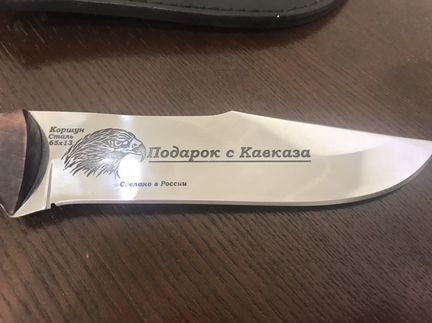 Коршун
Сталь
65х13
Подарок с Кавказа
Сделано в России